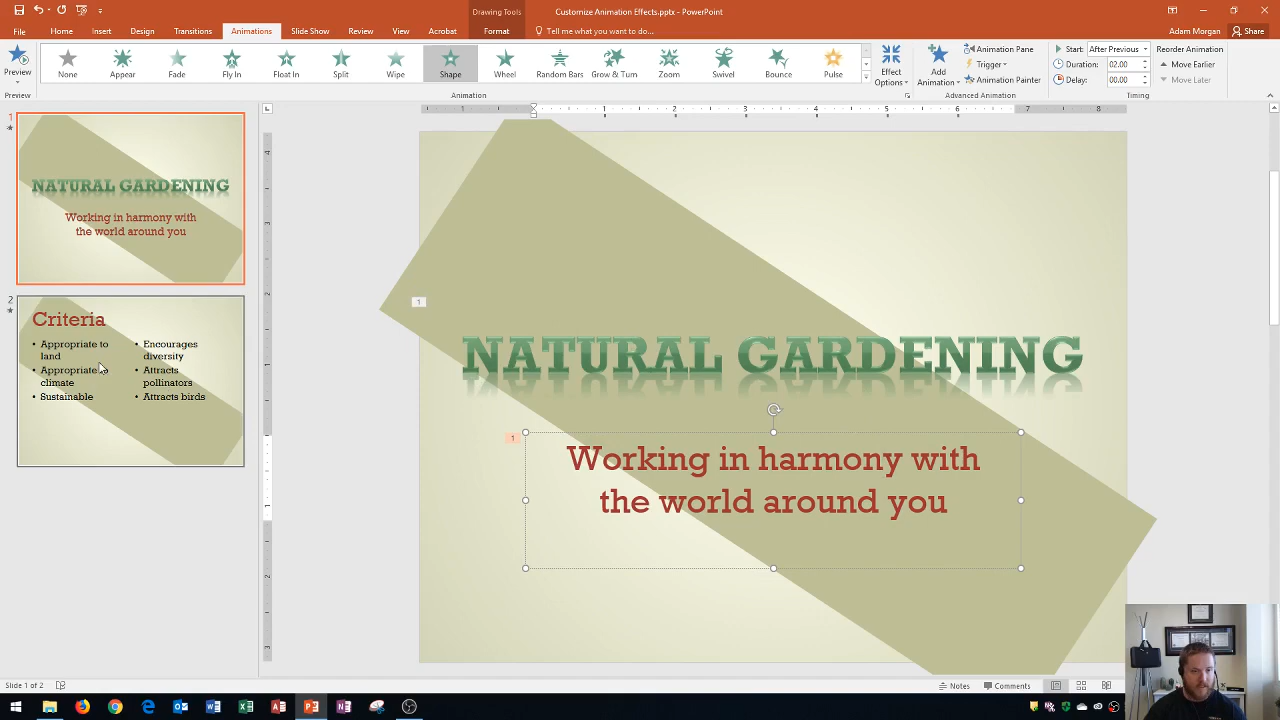 Drawing Tools
Customize Animation Effects.pptx - PowerPoint
File Home Insert Design Transitions Animations Slide Show Review View Acrobat Format Tell me what you want to do... Adam Morgan Share
Preview None Appear Fade Fly In Float In Split Wipe Shape Wheel Random Bars Grow & Turn Zoom Swivel Bounce Pulse
Effect Options
Add Animation
Animation Pane
Trigger
Animation Painter
Start: After Previous
Duration: 02.00
Delay: 00.00
Reorder Animation
Move Earlier
Move Later
Preview Animation Advanced Animation Timing
1
NATURAL GARDENING
Working in harmony with
the world around you
2
Criteria
• Appropriate to
land
• Appropriate to
climate
• Sustainable
• Encourages
diversity
• Attracts
pollinators
• Attracts birds
1
NATURAL GARDENING
1
Working in harmony with
the world around you
Slide 1 of 2 Notes Comments